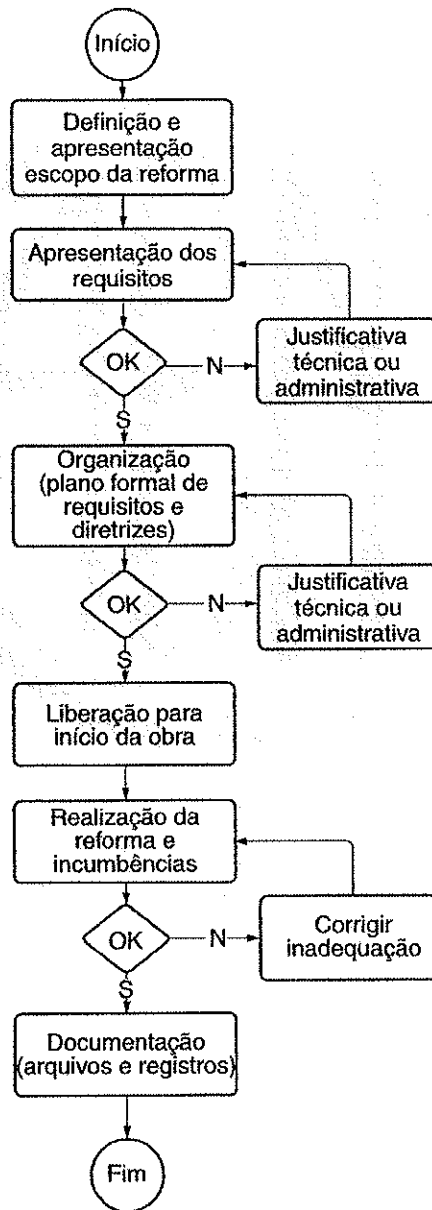 Início
Definição e
apresentação
escopo da reforma
Apresentação dos
requisitos
OK
N
Justificativa
técnica ou
administrativa
S
Organização
(plano formal de
requisitos e
diretrizes)
OK
N
Justificativa
técnica ou
administrativa
S
Liberação para
início da obra
Realização da
reforma e
incumbências
OK
N
Corrigir
inadequação
S
Documentação
(arquivos e registros)
Fim